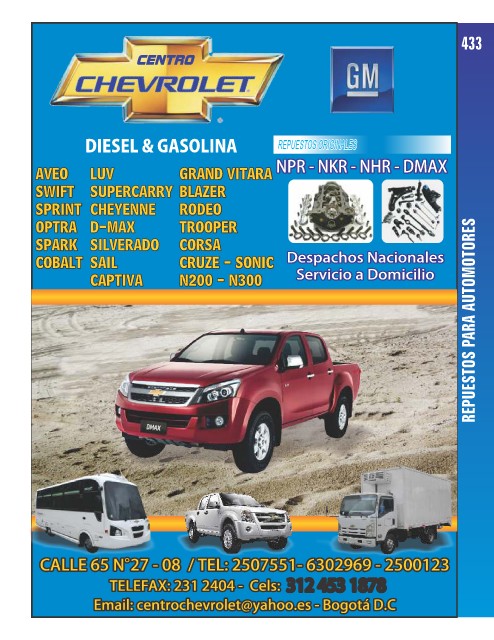 433
CENTRO
CHEVROLET
GM
DIESEL & GASOLINA
REPUESTOS ORIGINALES
NPR - NKR - NHR - DMAX
AVEO LUV GRAND VITARA
SWIFT SUPERCARRY BLAZER
SPRINT CHEYENNE RODEO
OPTRA D-MAX TROOPER
SPARK SILVERADO CORSA
COBALT SAIL CRUZE - SONIC
CAPTIVA N200 - N300
Despachos Nacionales
Servicio a Domicilio
REPUESTOS PARA AUTOMOTORES
DMAX
CALLE 65 N°27 - 08 / TEL: 2507551- 6302969 - 2500123
TELEFAX: 231 2404 - Cels: 312 453 1878
Email: centrochevrolet@yahoo.es - Bogotá D.C